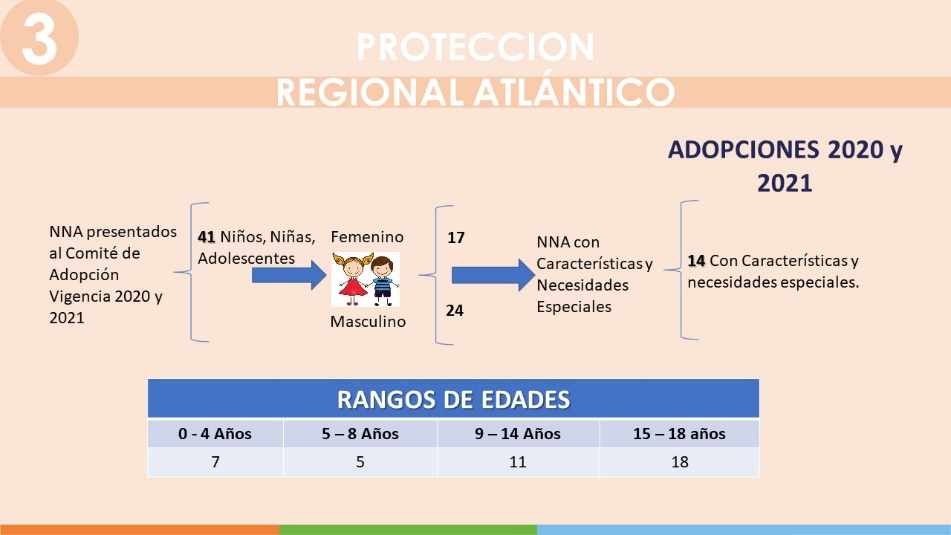 3
PROTECCION
REGIONAL ATLÁNTICO
ADOPCIONES 2020 y
2021
NNA presentados
al Comité de
Adopción
Vigencia 2020 y
2021
41 Niños, Niñas,
Adolescentes
Femenino
Masculino
17
24
NNA con
Características y
Necesidades
Especiales
14 Con Características y
necesidades especiales.
RANGOS DE EDADES
0 - 4 Años 5 – 8 Años 9 – 14 Años 15 – 18 años
7 5 11 18